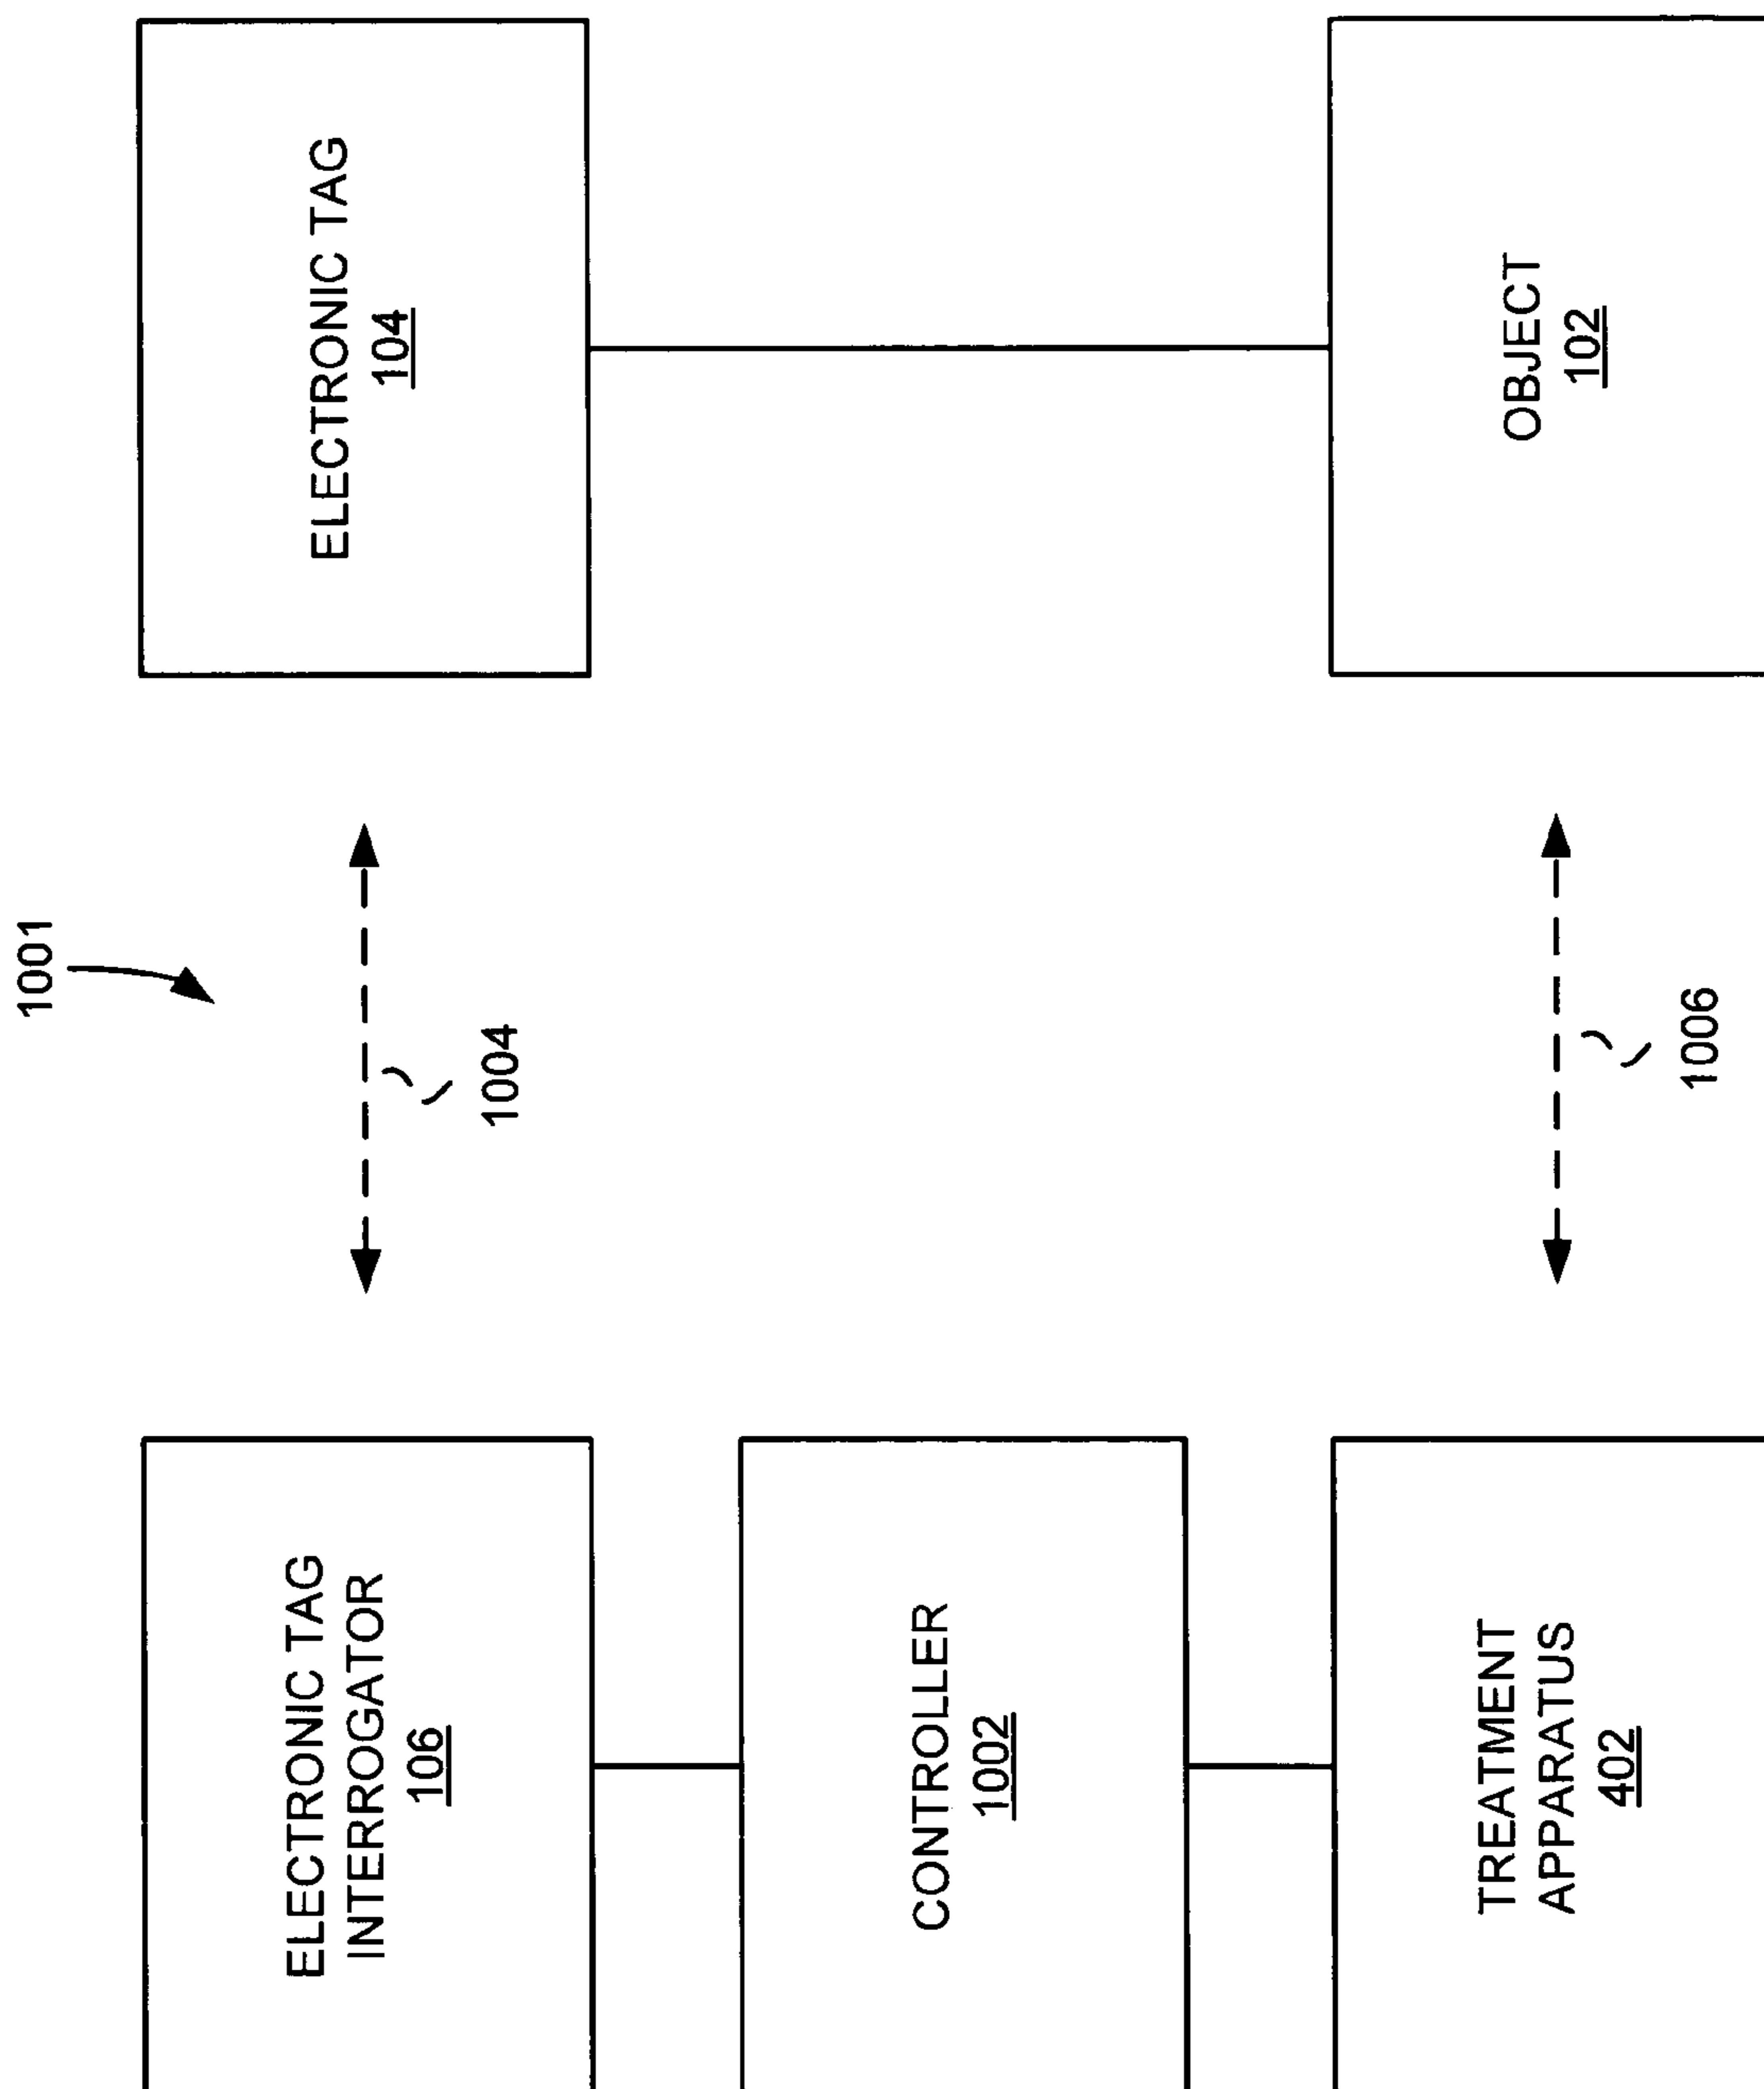 1001
ELECTRONIC TAG
INTERROGATOR
106
1004
ELECTRONIC TAG
104
CONTROLLER
1002
TREATMENT
APPARATUS
402
1006
OBJECT
102